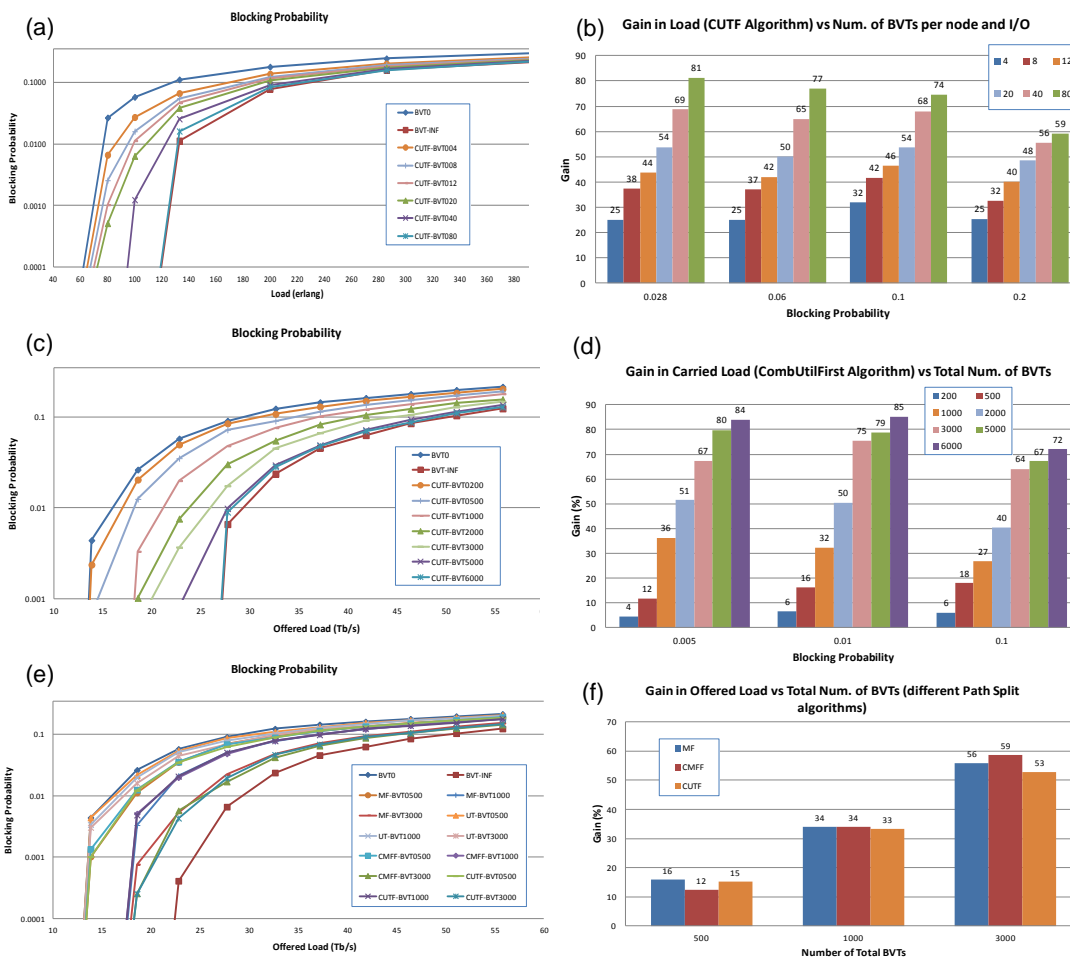 (a)
Blocking Probability
Blocking Probability
0.1000
0.0100
0.0010
0.0001
40 60 80 100 120 140 160 180 200 220 240 260 280 300 320 340 360 380
Load (erlang)
BVT0
BVT-INF
CUTF-BVT004
CUTF-BVT008
CUTF-BVT012
CUTF-BVT020
CUTF-BVT040
CUTF-BVT080
(b)
Gain in Load (CUTF Algorithm) vs Num. of BVTs per node and I/O
Gain
90
80
70
60
50
40
30
20
10
0
4 8 12
20 40 80
25 38 44 54 69 81
25 37 42 50 65 77
32 42 46 54 68 74
25 32 40 48 56 59
0.028 0.06 0.1 0.2
Blocking Probability
(c)
Blocking Probability
Blocking Probability
0.1
0.01
0.001
10 15 20 25 30 35 40 45 50 55
Offered Load (Tb/s)
BVT0
BVT-INF
CUTF-BVT0200
CUTF-BVT0500
CUTF-BVT1000
CUTF-BVT2000
CUTF-BVT3000
CUTF-BVT5000
CUTF-BVT6000
(d)
Gain in Carried Load (CombUtilFirst Algorithm) vs Total Num. of BVTs
Gain (%)
90
80
70
60
50
40
30
20
10
0
200 500
1000 2000
3000 5000
6000
4 12 36 51 67 80 84
6 16 32 50 75 79 85
6 18 27 40 64 67 72
0.005 0.01 0.1
Blocking Probability
(e)
Blocking Probability
Blocking Probability
0.1
0.01
0.001
0.0001
10 15 20 25 30 35 40 45 50 55 60
Offered Load (Tb/s)
BVT0 BVT-INF
MF-BVT0500 MF-BVT1000
MF-BVT3000 UT-BVT0500
UT-BVT1000 UT-BVT3000
CMFF-BVT0500 CMFF-BVT1000
CMFF-BVT3000 CUTF-BVT0500
CUTF-BVT1000 CUTF-BVT3000
(f)
Gain in Offered Load vs Total Num. of BVTs (different Path Split
algorithms)
Gain (%)
70
60
50
40
30
20
10
0
MF
CMFF
CUTF
16 12 15
34 34 33
56 59 53
500 1000 3000
Number of Total BVTs